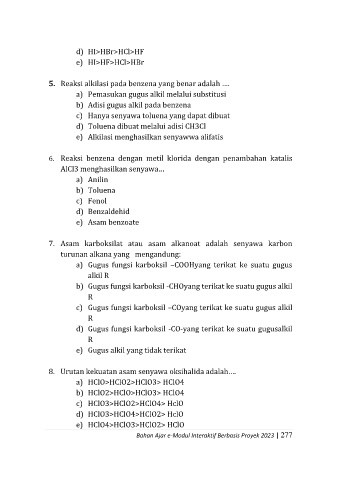 d) HI>HBr>HCl>HF
e) HI>HF>HCl>HBr
5. Reaksi alkilasi pada benzena yang benar adalah ....
a) Pemasukan gugus alkil melalui substitusi
b) Adisi gugus alkil pada benzena
c) Hanya senyawa toluena yang dapat dibuat
d) Toluena dibuat melalui adisi CH3Cl
e) Alkilasi menghasilkan senyawwa alifatis
6. Reaksi benzena dengan metil klorida dengan penambahan katalis
AlCl3 menghasilkan senyawa...
a) Anilin
b) Toluena
c) Fenol
d) Benzaldehid
e) Asam benzoate
7. Asam karboksilat atau asam alkanoat adalah senyawa karbon
turunan alkana yang mengandung:
a) Gugus fungsi karboksil –COOHyang terikat ke suatu gugus
alkil R
b) Gugus fungsi karboksil -CHOyang terikat ke suatu gugus alkil
R
c) Gugus fungsi karboksil –COyang terikat ke suatu gugus alkil
R
d) Gugus fungsi karboksil -CO-yang terikat ke suatu gugusalkil
R
e) Gugus alkil yang tidak terikat
8. Urutan kekuatan asam senyawa oksihalida adalah....
a) HClO>HClO2>HClO3> HClO4
b) HClO2>HClO>HClO3> HClO4
c) HClO3>HClO2>HClO4> HclO
d) HClO3>HClO4>HClO2> HclO
e) HClO4>HClO3>HClO2> HClO
Bahan Ajar e-Modul Interaktif Berbasis Proyek 2023 | 277